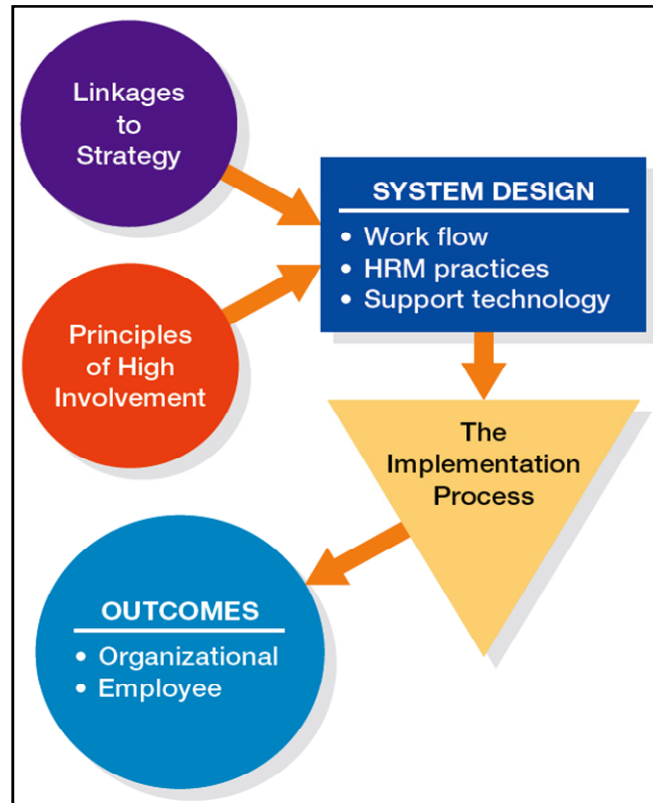 Linkages
to
Strategy
SYSTEM DESIGN
• Work flow
• HRM practices
• Support technology
Principles
of High
Involvement
The
Implementation
Process
OUTCOMES
• Organizational
• Employee